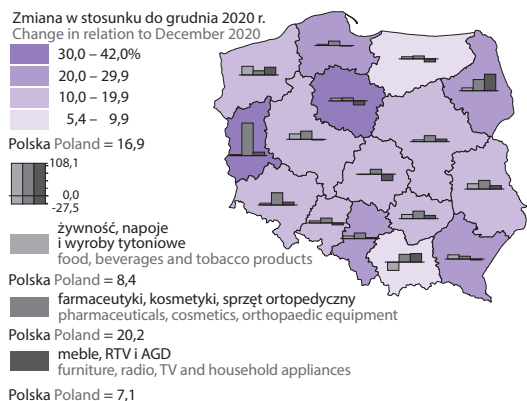 Zmiana w stosunku do grudnia 2020 r.
Change in relation to December 2020
30,0 – 42,0%
20,0 – 29,9
10,0 – 19,9
5,4 – 9,9
Polska Poland = 16,9
108,1
0,0
-27,5
żywność, napoje
i wyroby tytoniowe
food, beverages and tobacco products
Polska Poland = 8,4
farmaceutyki, kosmetyki, sprzęt ortopedyczny
pharmaceuticals, cosmetics, orthopaedic equipment
Polska Poland = 20,2
meble, RTV i AGD
furniture, radio, TV and household appliances
Polska Poland = 7,1